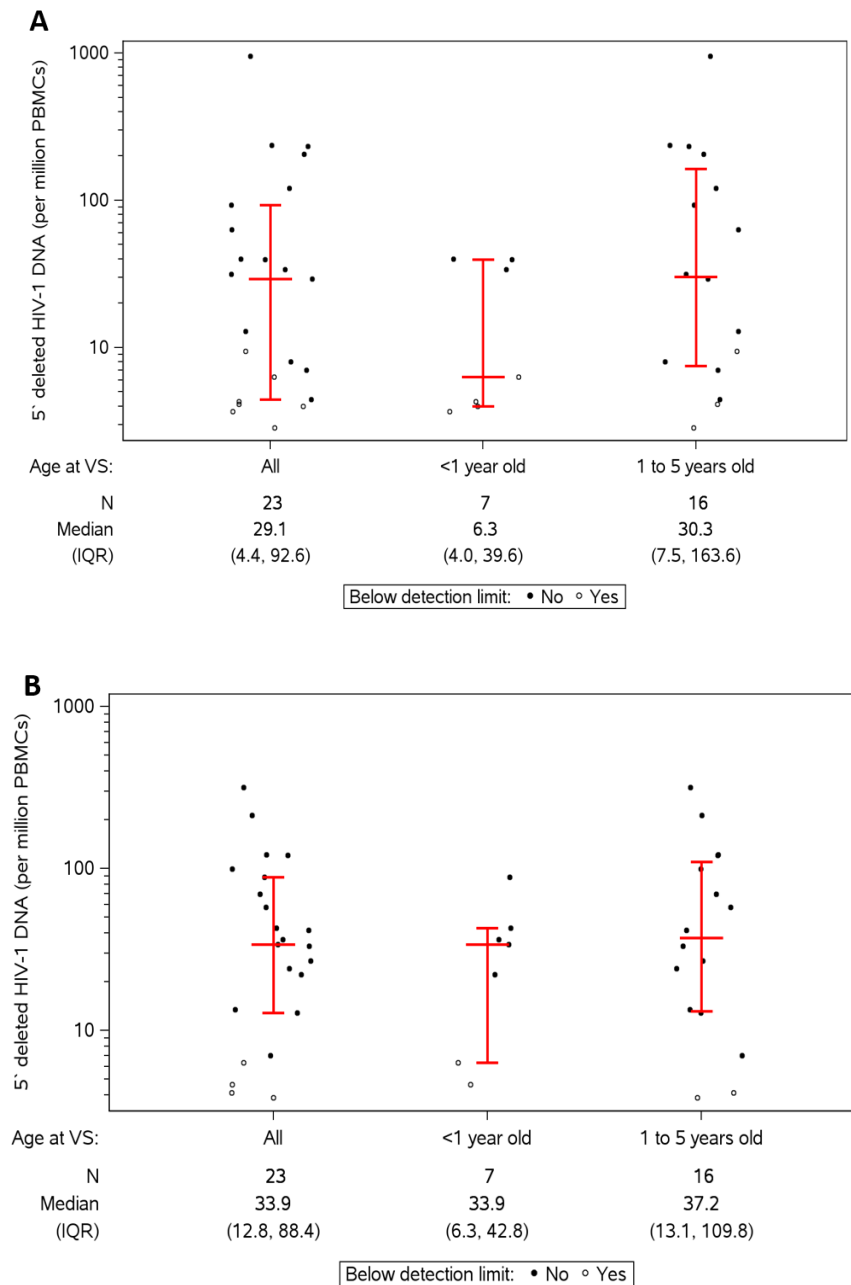 A
5` deleted HIV-1 DNA (per million PBMCs)
1000
100
10
Age at VS: All <1 year old 1 to 5 years old
N 23 7 16
Median 29.1 6.3 30.3
(IQR) (4.4, 92.6) (4.0, 39.6) (7.5, 163.6)
Below detection limit: • No ○ Yes
B
5` deleted HIV-1 DNA (per million PBMCs)
1000
100
10
Age at VS: All <1 year old 1 to 5 years old
N 23 7 16
Median 33.9 33.9 37.2
(IQR) (12.8, 88.4) (6.3, 42.8) (13.1, 109.8)
Below detection limit: • No ○ Yes